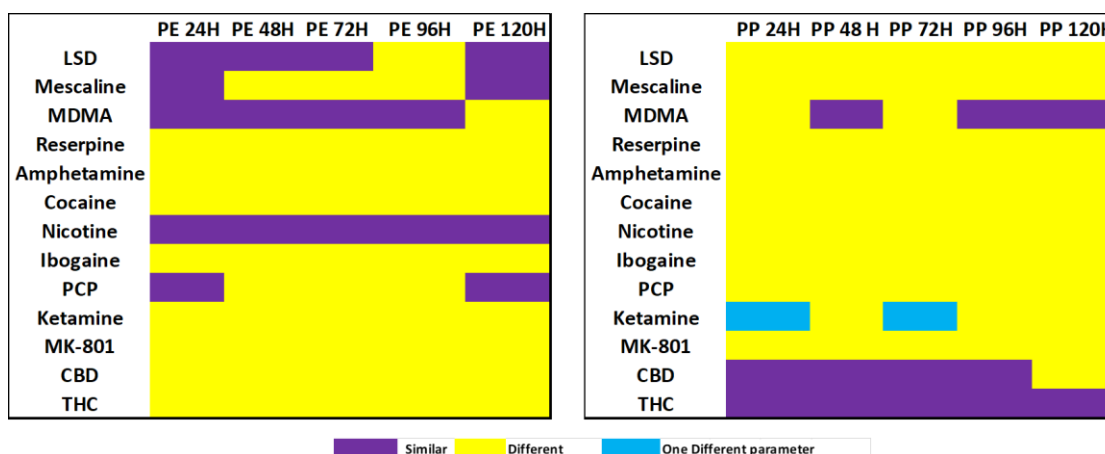 PE 24H PE 48H PE 72H PE 96H PE 120H
LSD
Mescaline
MDMA
Reserpine
Amphetamine
Cocaine
Nicotine
Ibogaine
PCP
Ketamine
MK-801
CBD
THC
PP 24H PP 48 H PP 72H PP 96H PP 120H
LSD
Mescaline
MDMA
Reserpine
Amphetamine
Cocaine
Nicotine
Ibogaine
PCP
Ketamine
MK-801
CBD
THC
Similar Different One Different parameter